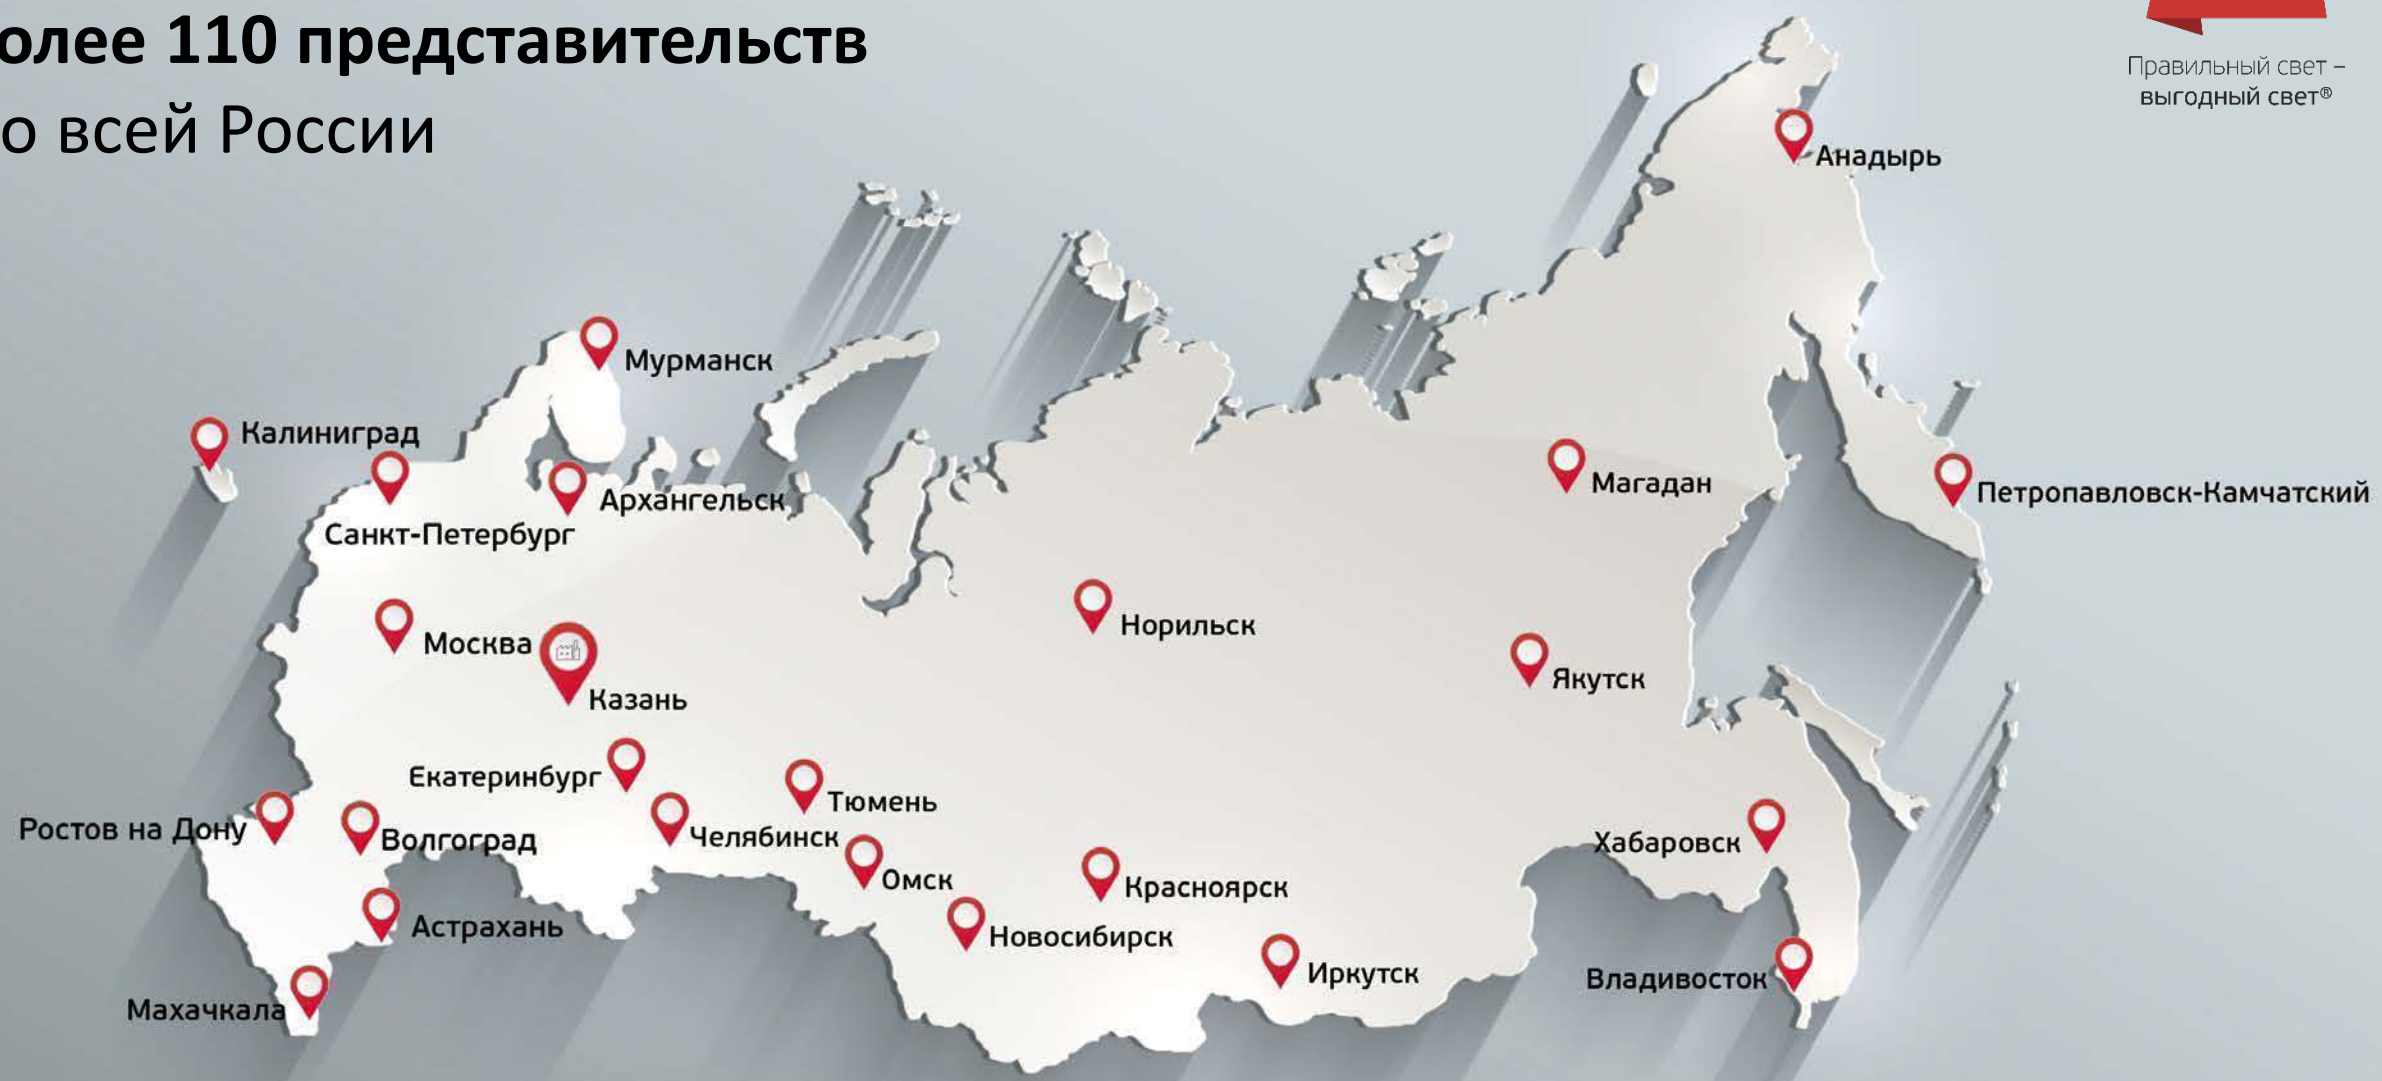 олее 110 представительств
о всей России
Правильный свет –
выгодный свет®
Анадырь
Мурманск
Калининград
Архангельск
Санкт-Петербург
Магадан
Петропавловск-Камчатский
Норильск
Москва
Якутск
Казань
Екатеринбург
Тюмень
Ростов на Дону
Волгоград
Челябинск
Хабаровск
Омск
Красноярск
Астрахань
Новосибирск
Иркутск
Владивосток
Махачкала